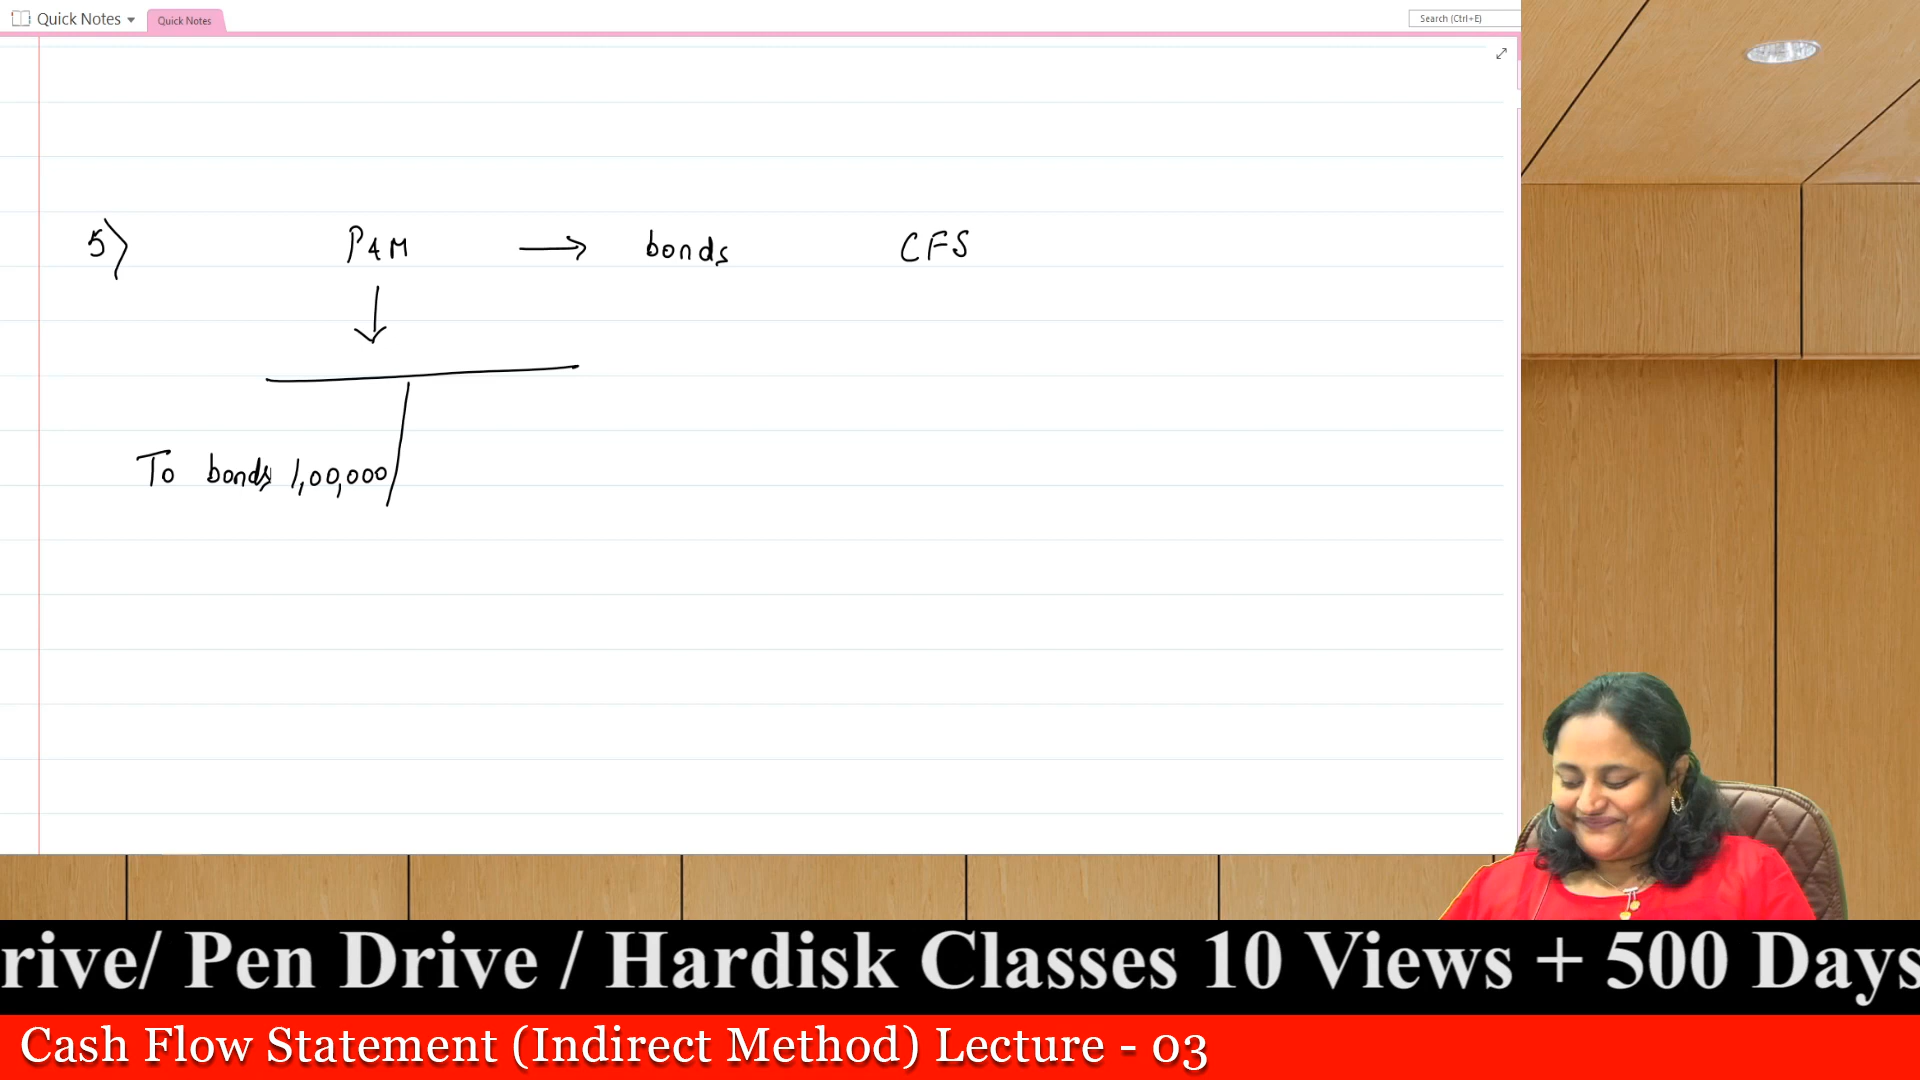 Quick Notes
Quick Notes
Search (Ctrl+E)
5) P&M → bonds CFS
To bonds 1,00,000
rive/ Pen Drive / Hardisk Classes 10 Views + 500 Days
Cash Flow Statement (Indirect Method) Lecture - 03